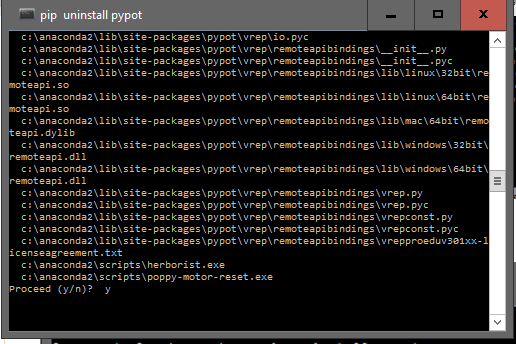 pip  uninstall pypot
c:\anaconda2\lib\site-packages\pypot\vrep\io.pyc
c:\anaconda2\lib\site-packages\pypot\vrep\remoteapibindings\__init__.py
c:\anaconda2\lib\site-packages\pypot\vrep\remoteapibindings\__init__.pyc
c:\anaconda2\lib\site-packages\pypot\vrep\remoteapibindings\lib\linux\32bit\re
moteapi.so
c:\anaconda2\lib\site-packages\pypot\vrep\remoteapibindings\lib\linux\64bit\re
moteapi.so
c:\anaconda2\lib\site-packages\pypot\vrep\remoteapibindings\lib\mac\64bit\remo
teapi.dylib
c:\anaconda2\lib\site-packages\pypot\vrep\remoteapibindings\lib\windows\32bit\
remoteapi.dll
c:\anaconda2\lib\site-packages\pypot\vrep\remoteapibindings\lib\windows\64bit\
remoteapi.dll
c:\anaconda2\lib\site-packages\pypot\vrep\remoteapibindings\vrep.py
c:\anaconda2\lib\site-packages\pypot\vrep\remoteapibindings\vrep.pyc
c:\anaconda2\lib\site-packages\pypot\vrep\remoteapibindings\vrepconst.py
c:\anaconda2\lib\site-packages\pypot\vrep\remoteapibindings\vrepconst.pyc
c:\anaconda2\lib\site-packages\pypot\vrep\remoteapibindings\vrepproeduv301xx-l
icenseagreement.txt
c:\anaconda2\scripts\herborist.exe
c:\anaconda2\scripts\poppy-motor-reset.exe
Proceed (y/n)?  y